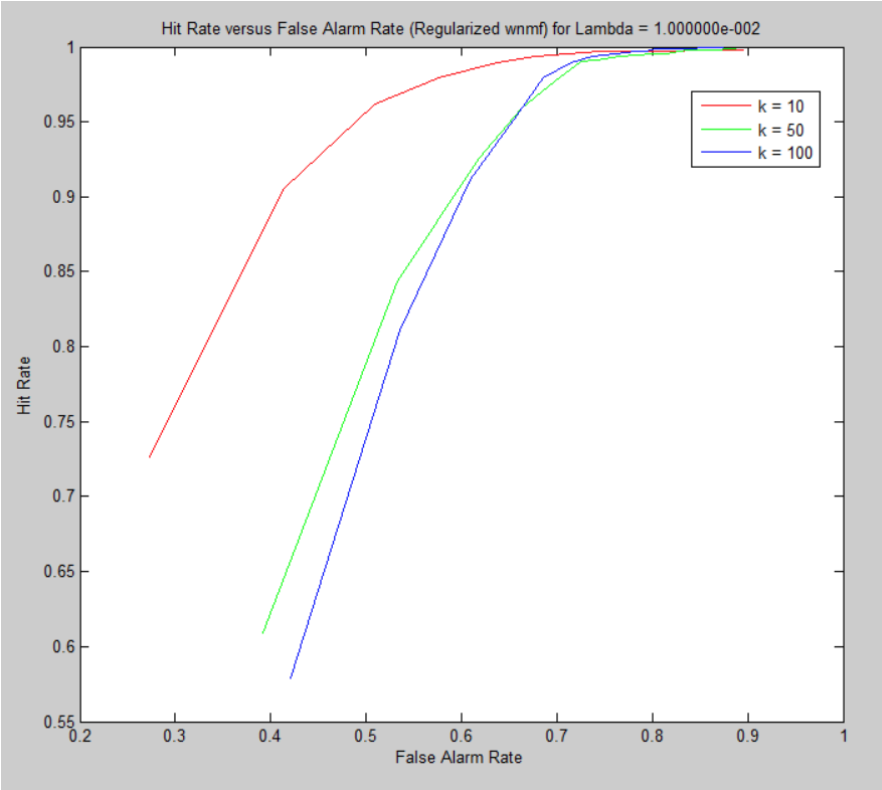 Hit Rate versus False Alarm Rate (Regularized wnmf) for Lambda = 1.000000e-002
1
0.95
0.9
0.85
0.8
0.75
0.7
0.65
0.6
0.55
Hit Rate
k = 10
k = 50
k = 100
0.2 0.3 0.4 0.5 0.6 0.7 0.8 0.9 1
False Alarm Rate